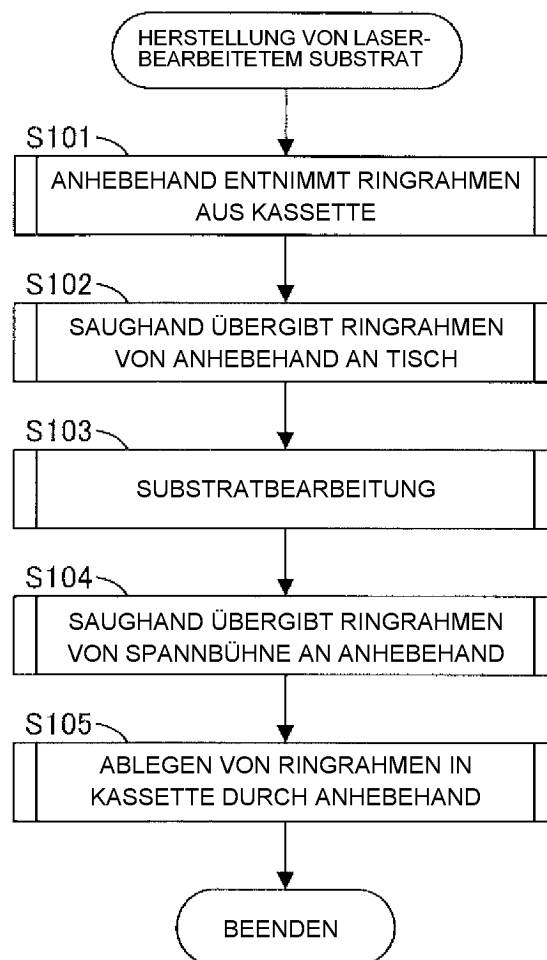 HERSTELLUNG VON LASER-
BEARBEITETEM SUBSTRAT
S101
ANHEBEHAND ENTNIMMT RINGRAHMEN
AUS KASSETTE
S102
SAUGHAND ÜBERGIBT RINGRAHMEN
VON ANHEBEHAND AN TISCH
S103
SUBSTRATBEARBEITUNG
S104
SAUGHAND ÜBERGIBT RINGRAHMEN
VON SPANNBÜHNE AN ANHEBEHAND
S105
ABLEGEN VON RINGRAHMEN IN
KASSETTE DURCH ANHEBEHAND
BEENDEN